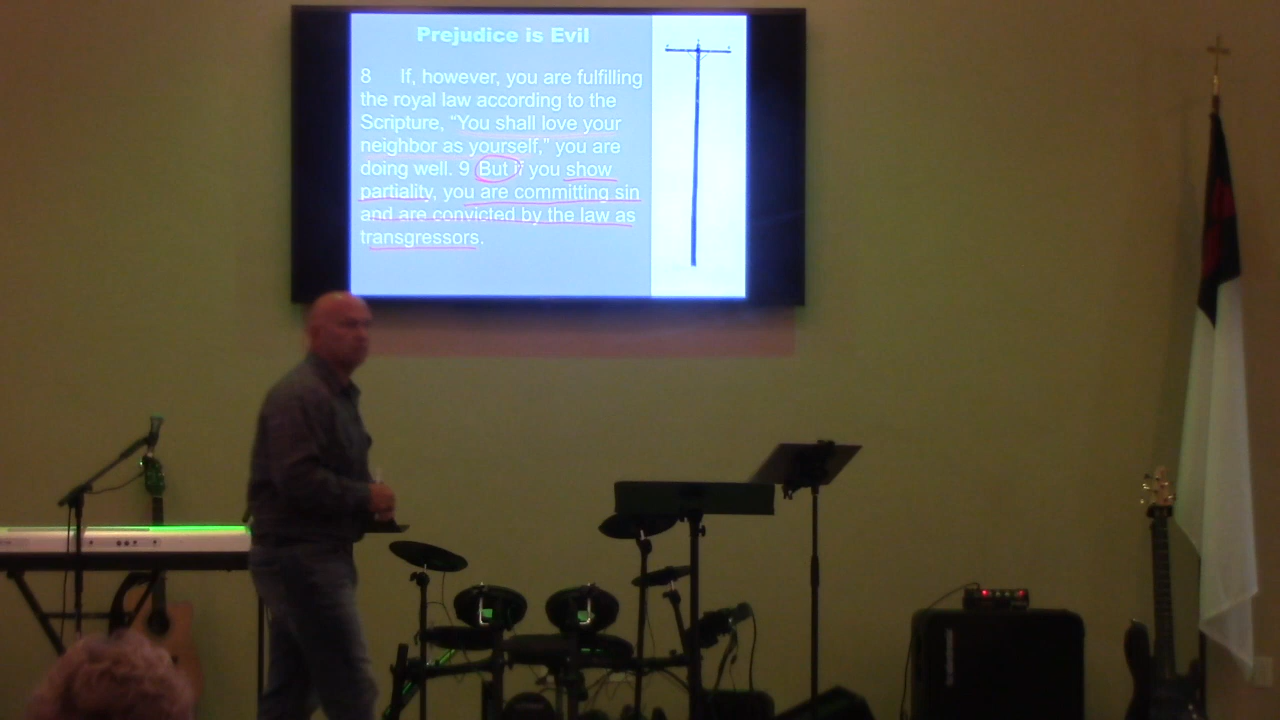 Prejudice is Evil
8 If, however, you are fulfilling
the royal law according to the
Scripture, “You shall love your
neighbor as yourself,” you are
doing well. 9 But if you show
partiality, you are committing sin
and are convicted by the law as
transgressors.